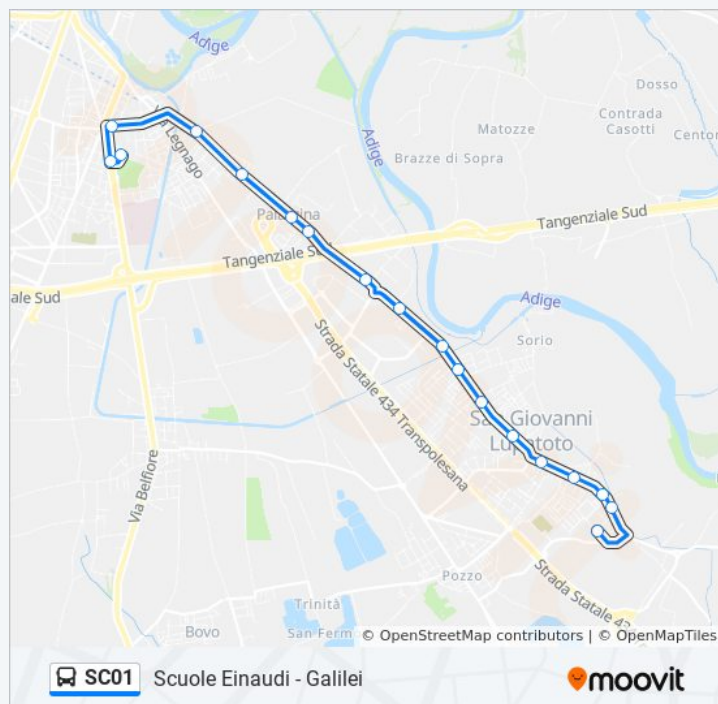 Adige
Dosso
Contrada
Casotti
Via Legnago
Adige
Matozze
Cento
Brazze di Sopra
Tangenziale Sud
Tangenziale Sud
ale Sud
Adige
Sorio
Strada Statale 434 Transpolesana
San Giovanni
Lupatoto
Via Belfiore
Pozzo
Strada Statale 43
Trinità
San Ferm
Bovo
© OpenStreetMap contributors | © OpenMapTiles
SC01
Scuole Einaudi - Galilei
moovit